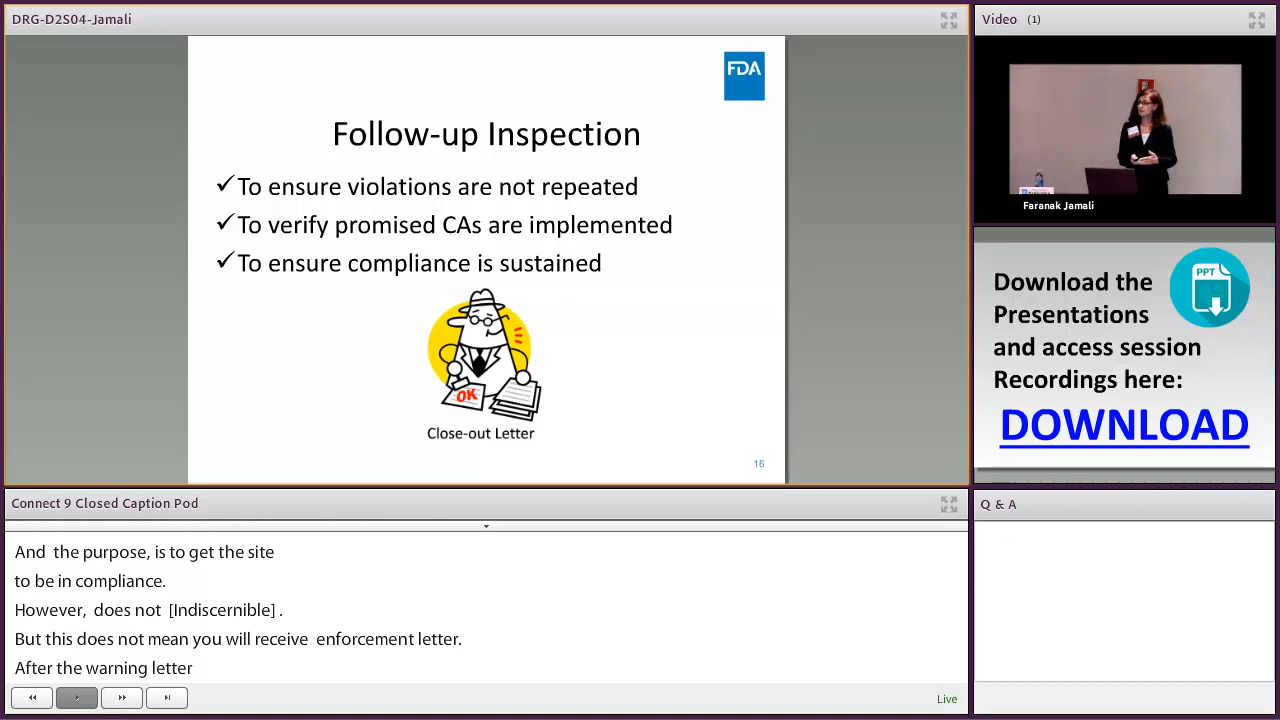 DRG-D2S04-Jamali
FDA
Follow-up Inspection
✓To ensure violations are not repeated
✓To verify promised CAs are implemented
✓To ensure compliance is sustained
OK
Close-out Letter
16
Video (1)
Faranak Jamali
PPT
Download the
Presentations
and access session
Recordings here:
DOWNLOAD
Connect 9 Closed Caption Pod
And  the purpose, is to get the site
to be in compliance.
However,  does not  [Indiscernible] .
But this does not mean you will receive  enforcement letter.
After the warning letter
Live
Q & A